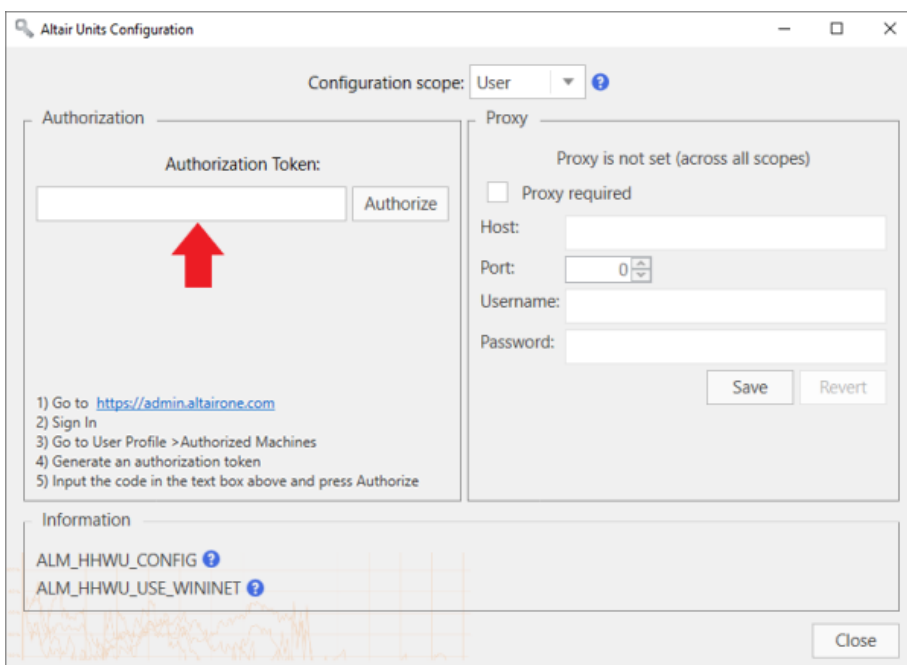 Altair Units Configuration
Configuration scope: User
Authorization
Authorization Token:
Authorize
1) Go to https://admin.altairone.com
2) Sign In
3) Go to User Profile >Authorized Machines
4) Generate an authorization token
5) Input the code in the text box above and press Authorize
Proxy
Proxy is not set (across all scopes)
Proxy required
Host:
Port: 0
Username:
Password:
Save Revert
Information
ALM_HHWU_CONFIG ?
ALM_HHWU_USE_WININET ?
Close